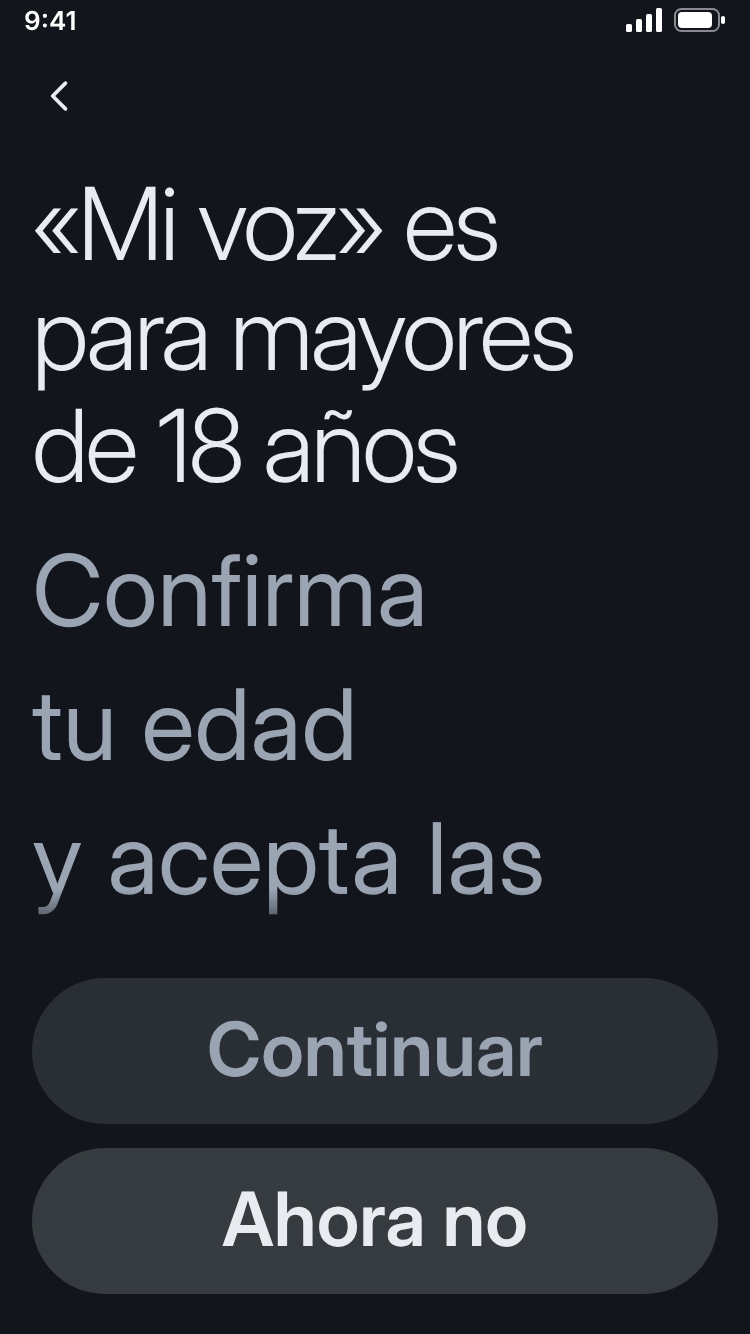 9:41
«Mi voz» es
para mayores
de 18 años
Confirma
tu edad
y acepta las
Continuar
Ahora no